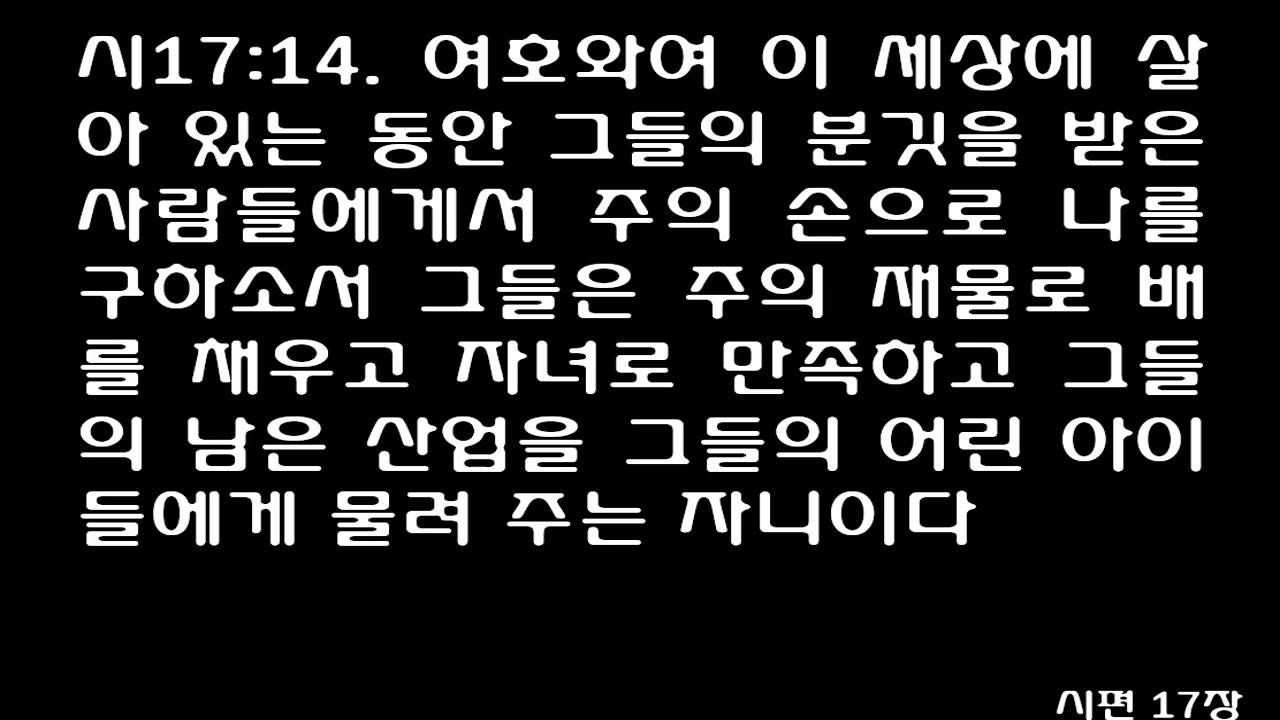 시17:14. 여호와여 이 세상에 살
아 있는 동안 그들의 분깃을 받은
사람들에게서 주의 손으로 나를
구하소서 그들은 주의 재물로 배
를 채우고 자녀로 만족하고 그들
의 남은 산업을 그들의 어린 아이
들에게 물려 주는 자니이다
시편 17장